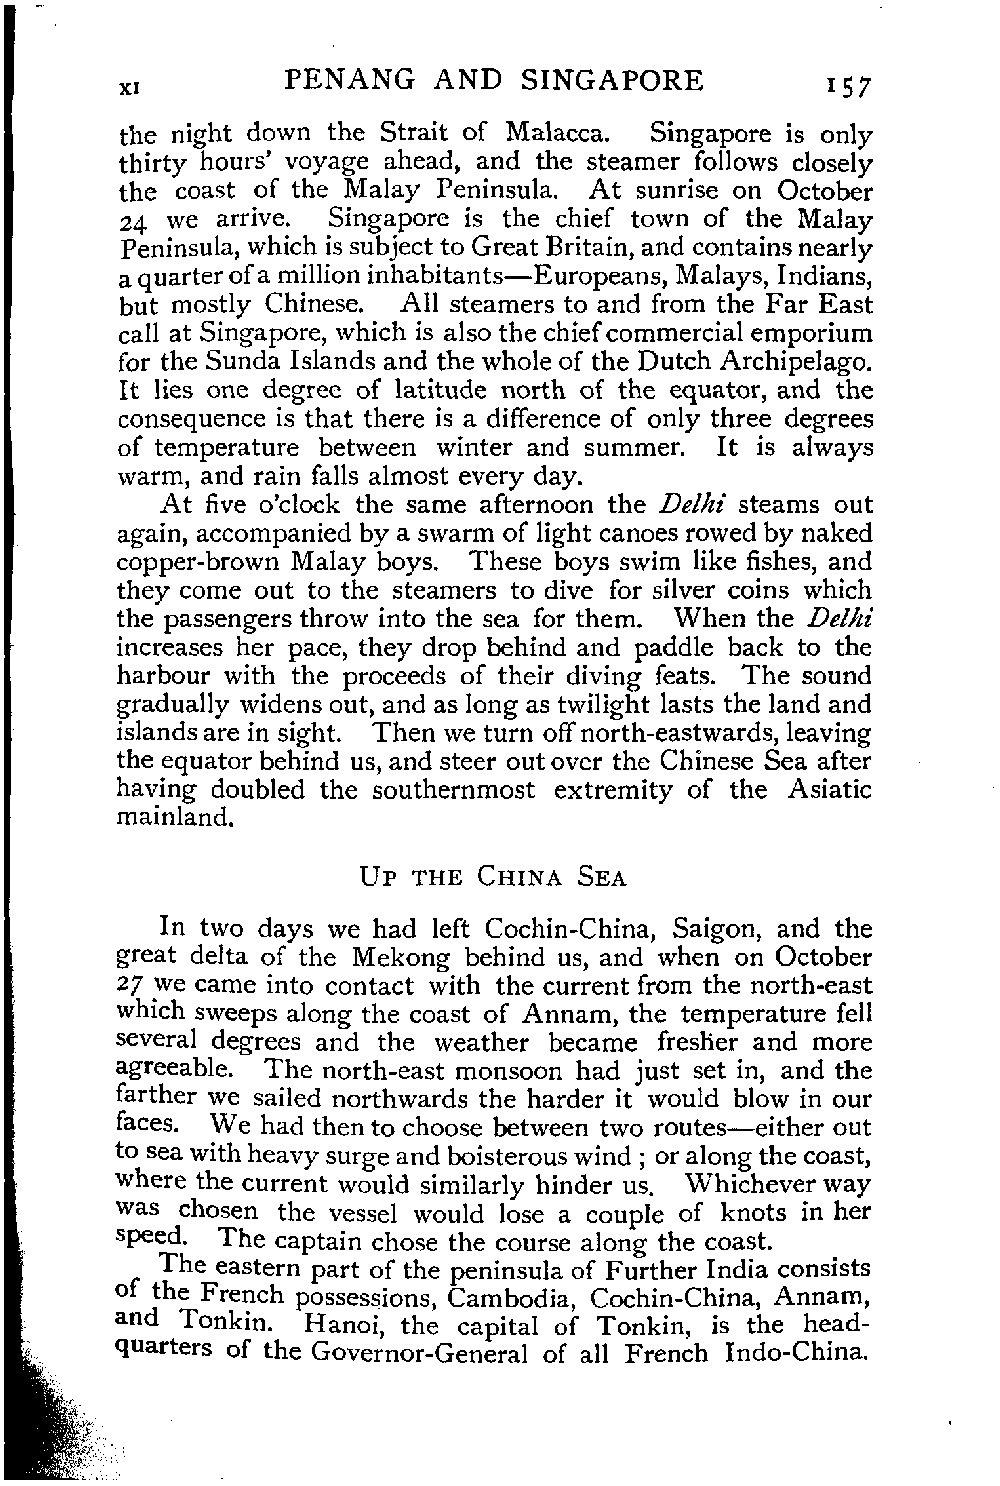 XI PENANG AND SINGAPORE 157
the night down the Strait of Malacca. Singapore is only
thirty hours' voyage ahead, and the steamer follows closely
the coast of the Malay Peninsula. At sunrise on October
24 we arrive. Singapore is the chief town of the Malay
Peninsula, which is subject to Great Britain, and contains nearly
a quarter of a million inhabitants—Europeans, Malays, Indians,
but mostly Chinese. All steamers to and from the Far East
call at Singapore, which is also the chief commercial emporium
for the Sunda Islands and the whole of the Dutch Archipelago.
It lies one degree of latitude north of the equator, and the
consequence is that there is a difference of only three degrees
of temperature between winter and summer. It is always
warm, and rain falls almost every day.
At five o'clock the same afternoon the Delhi steams out
again, accompanied by a swarm of light canoes rowed by naked
copper-brown Malay boys. These boys swim like fishes, and
they come out to the steamers to dive for silver coins which
the passengers throw into the sea for them. When the Delhi
increases her pace, they drop behind and paddle back to the
harbour with the proceeds of their diving feats. The sound
gradually widens out, and as long as twilight lasts the land and
islands are in sight. Then we turn off north-eastwards, leaving
the equator behind us, and steer out over the Chinese Sea after
having doubled the southernmost extremity of the Asiatic
mainland.
UP THE CHINA SEA
In two days we had left Cochin-China, Saigon, and the
great delta of the Mekong behind us, and when on October
27 we came into contact with the current from the north-east
which sweeps along the coast of Annam, the temperature fell
several degrees and the weather became fresher and more
agreeable. The north-east monsoon had just set in, and the
farther we sailed northwards the harder it would blow in our
faces. We had then to choose between two routes—either out
to sea with heavy surge and boisterous wind ; or along the coast,
where the current would similarly hinder us. Whichever way
was chosen the vessel would lose a couple of knots in her
speed. The captain chose the course along the coast.
The eastern part of the peninsula of Further India consists
of the French possessions, Cambodia, Cochin-China, Annam,
and Tonkin. Hanoi, the capital of Tonkin, is the head-
quarters of the Governor-General of all French Indo-China.